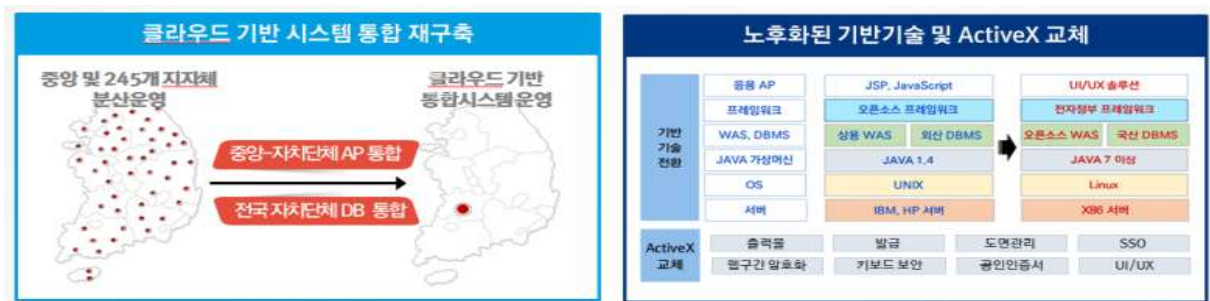 클라우드 기반 시스템 통합 재구축
중앙 및 245개 지자체
분산운영
클라우드 기반
통합시스템 운영
중앙-자치단체 AP 통합
전국 자치단체 DB 통합
노후화된 기반기술 및 ActiveX 교체
기반
기술
전환
응용 AP
JSP, JavaScript
UI/UX 솔루션
프레임워크
오픈소스 프레임워크
전자정부 프레임워크
WAS, DBMS
상용 WAS
외산 DBMS
오픈소스 WAS
국산 DBMS
JAVA 가상머신
JAVA 1.4
JAVA 7 이상
OS
UNIX
Linux
서버
IBM, HP 서버
X86 서버
ActiveX
교체
출력물
발급
도면관리
SSO
웹구간 암호화
키보드 보안
공인인증서
UI/UX